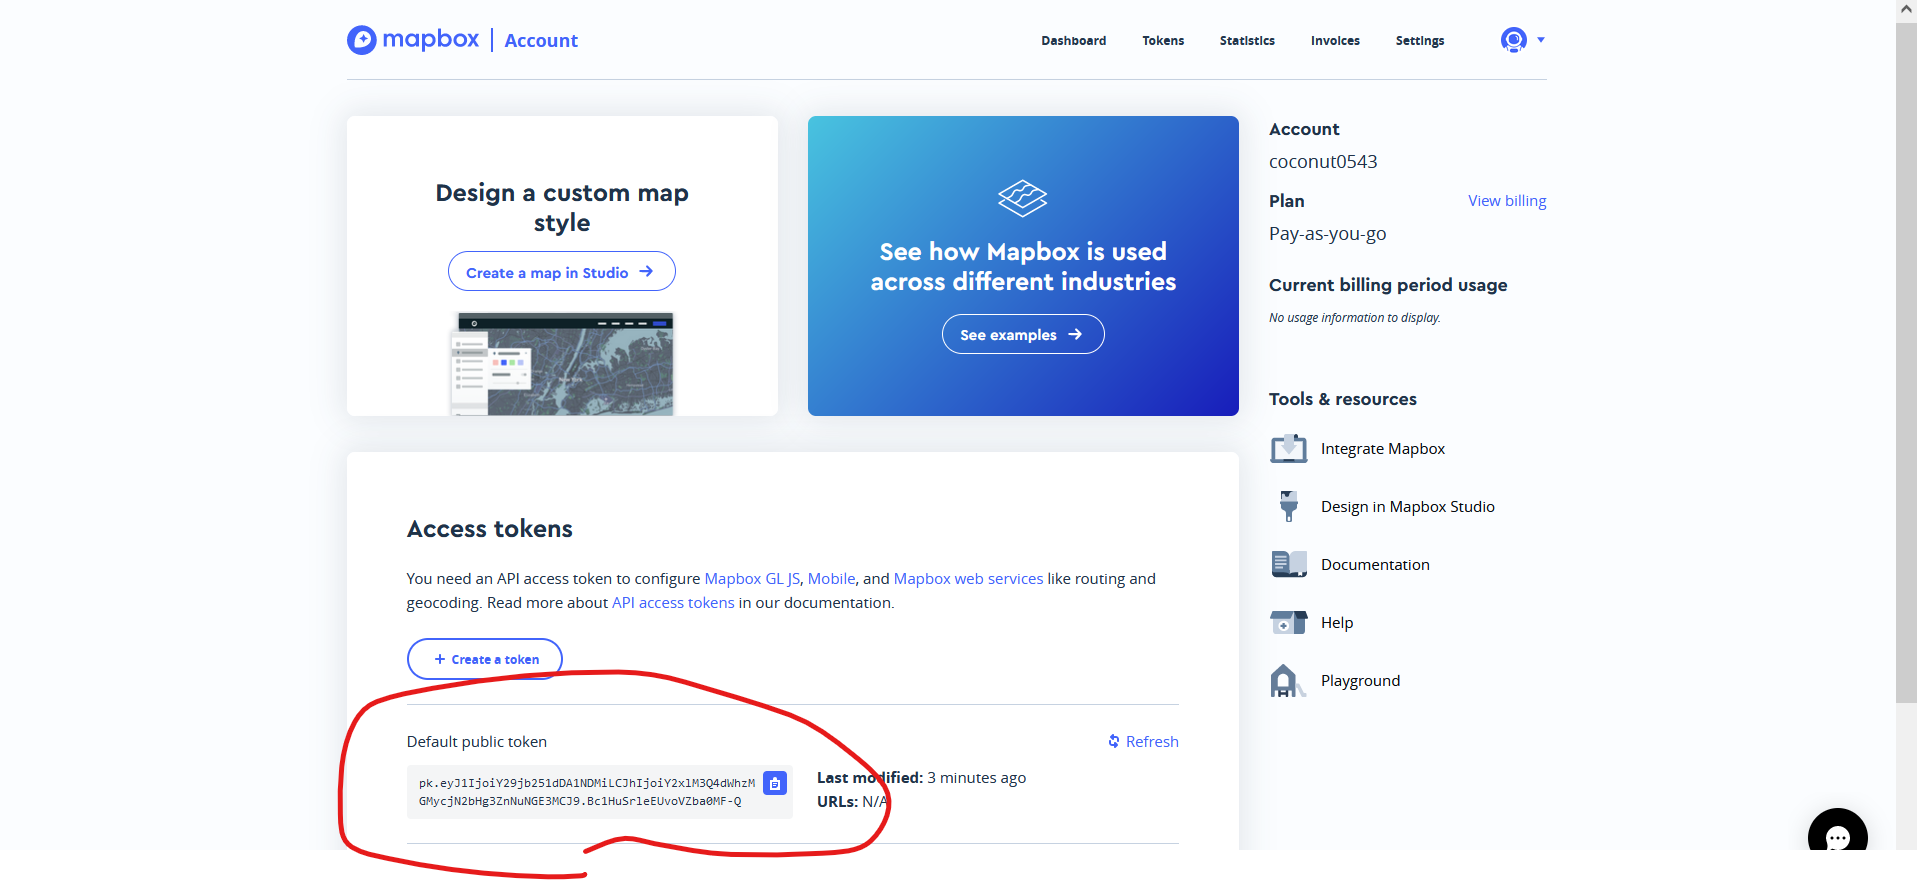 mapbox | Account
Dashboard
Tokens
Statistics
Invoices
Settings
Design a custom map
style
Create a map in Studio
See how Mapbox is used
across different industries
See examples
Account
coconut0543
Plan
View billing
Pay-as-you-go
Current billing period usage
No usage information to display.
Tools & resources
Integrate Mapbox
Design in Mapbox Studio
Documentation
Help
Playground
Access tokens
You need an API access token to configure Mapbox GL JS, Mobile, and Mapbox web services like routing and
geocoding. Read more about API access tokens in our documentation.
+ Create a token
Default public token
Refresh
pk.eyJ1IjoiY29jb251dDA1NDMiLCJhIjoiY2xlM3Q4dWhzM
GMycjN2bHg3ZnNuNGE3MCJ9.Bc1HuSrleEUvoVZba0MF-Q
Last modified: 3 minutes ago
URLs: N/A